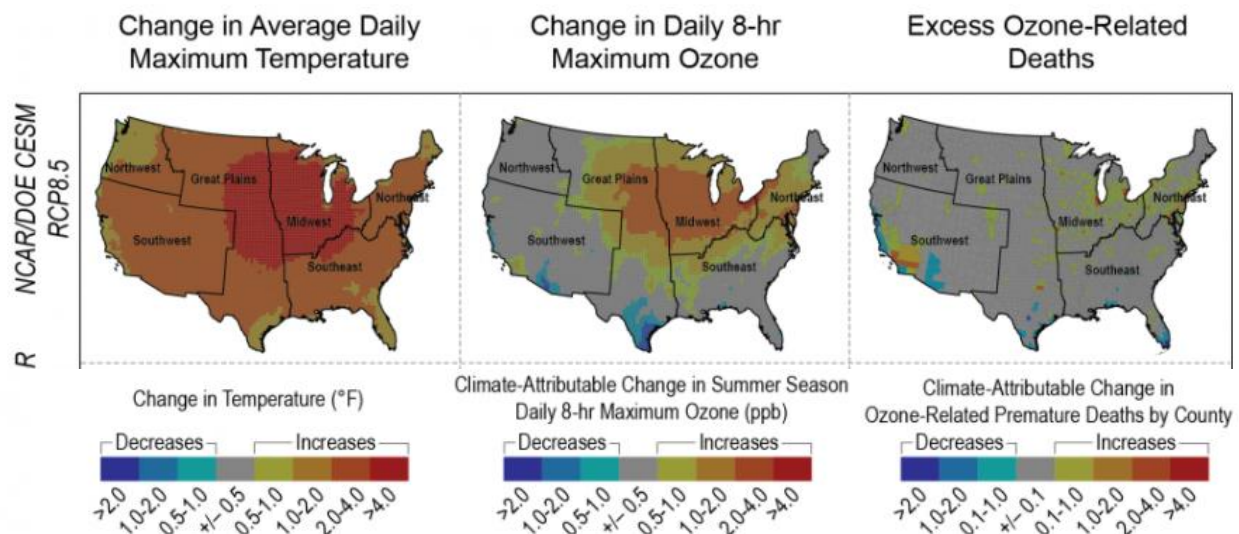 Change in Average Daily
Maximum Temperature
Change in Daily 8-hr
Maximum Ozone
Excess Ozone-Related
Deaths
NCAR/DOE CESM
RCP8.5
R
Northwest
Great Plains
Midwest
Northeast
Southwest
Southeast
Northwest
Great Plains
Midwest
Northeast
Southwest
Southeast
Northwest
Great Plains
Midwest
Northeast
Southwest
Southeast
Change in Temperature (°F)
Decreases Increases
>2.0 1.0-2.0 0.5-1.0 +/– 0.5 0.5-1.0 1.0-2.0 2.0-4.0 >4.0
Climate-Attributable Change in Summer Season
Daily 8-hr Maximum Ozone (ppb)
Decreases Increases
>2.0 1.0-2.0 0.5-1.0 +/– 0.5 0.5-1.0 1.0-2.0 2.0-4.0 >4.0
Climate-Attributable Change in
Ozone-Related Premature Deaths by County
Decreases Increases
>2.0 1.0-2.0 0.1-1.0 +/– 0.1 0.1-1.0 1.0-2.0 2.0-4.0 >4.0